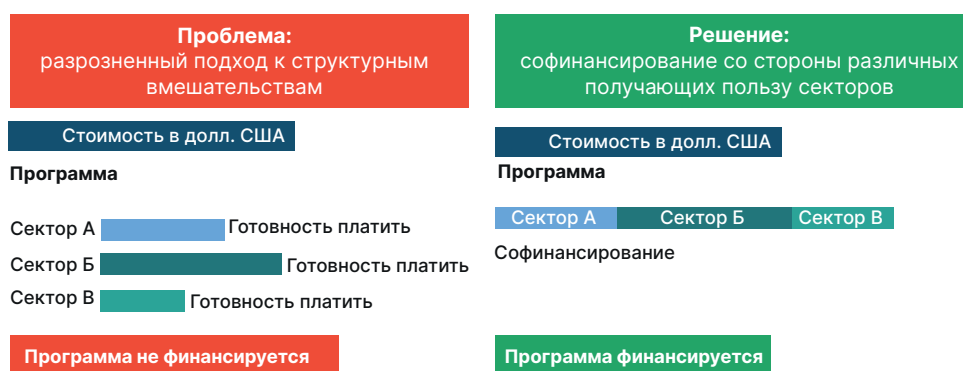 Проблема:
разрозненный подход к структурным
вмешательствам
Стоимость в долл. США
Программа
Сектор А Готовность платить
Сектор Б Готовность платить
Сектор В Готовность платить
Программа не финансируется
Решение:
софинансирование со стороны различных
получающих пользу секторов
Стоимость в долл. США
Программа
Сектор А Сектор Б Сектор В
Софинансирование
Программа финансируется